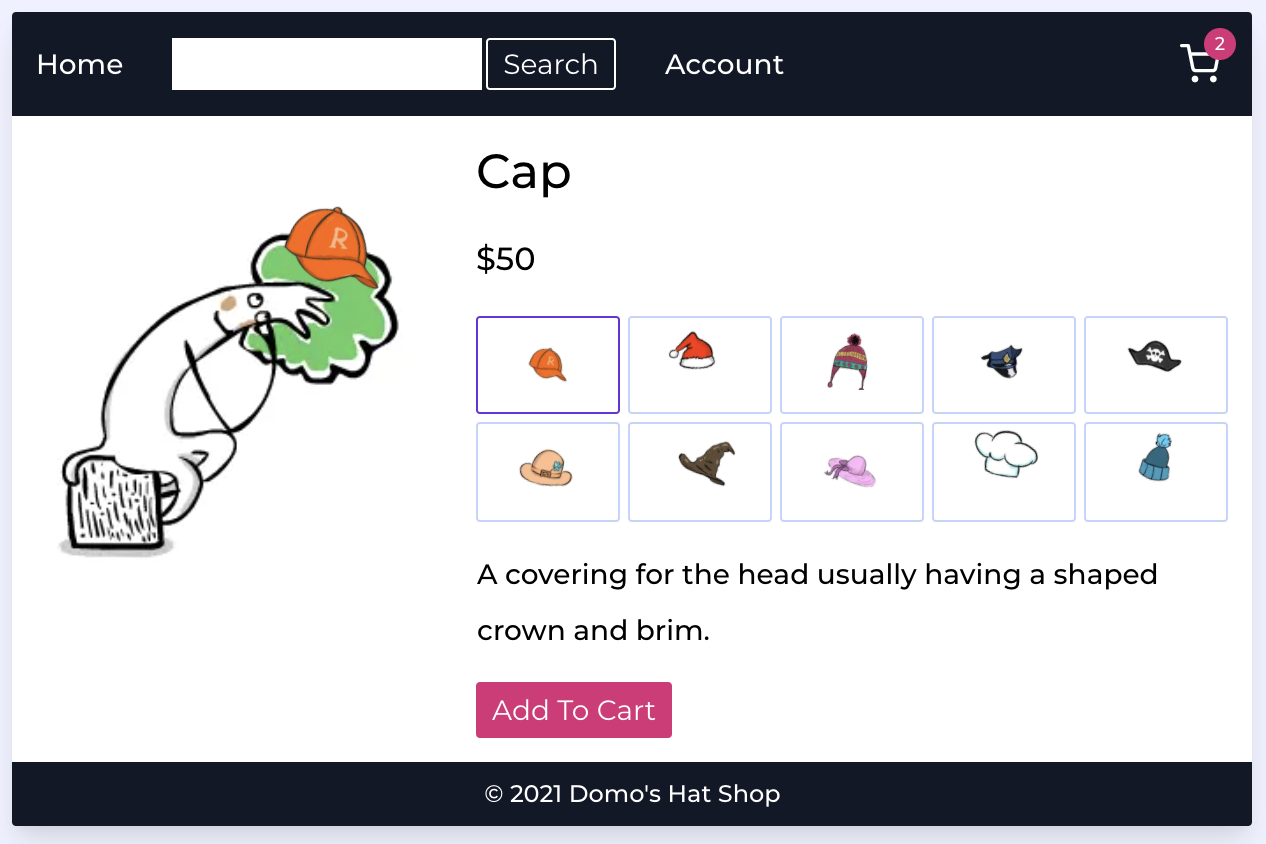 Home
Search
Account
2
Cap
$50
R
R
A covering for the head usually having a shaped
crown and brim.
Add To Cart
© 2021 Domo's Hat Shop